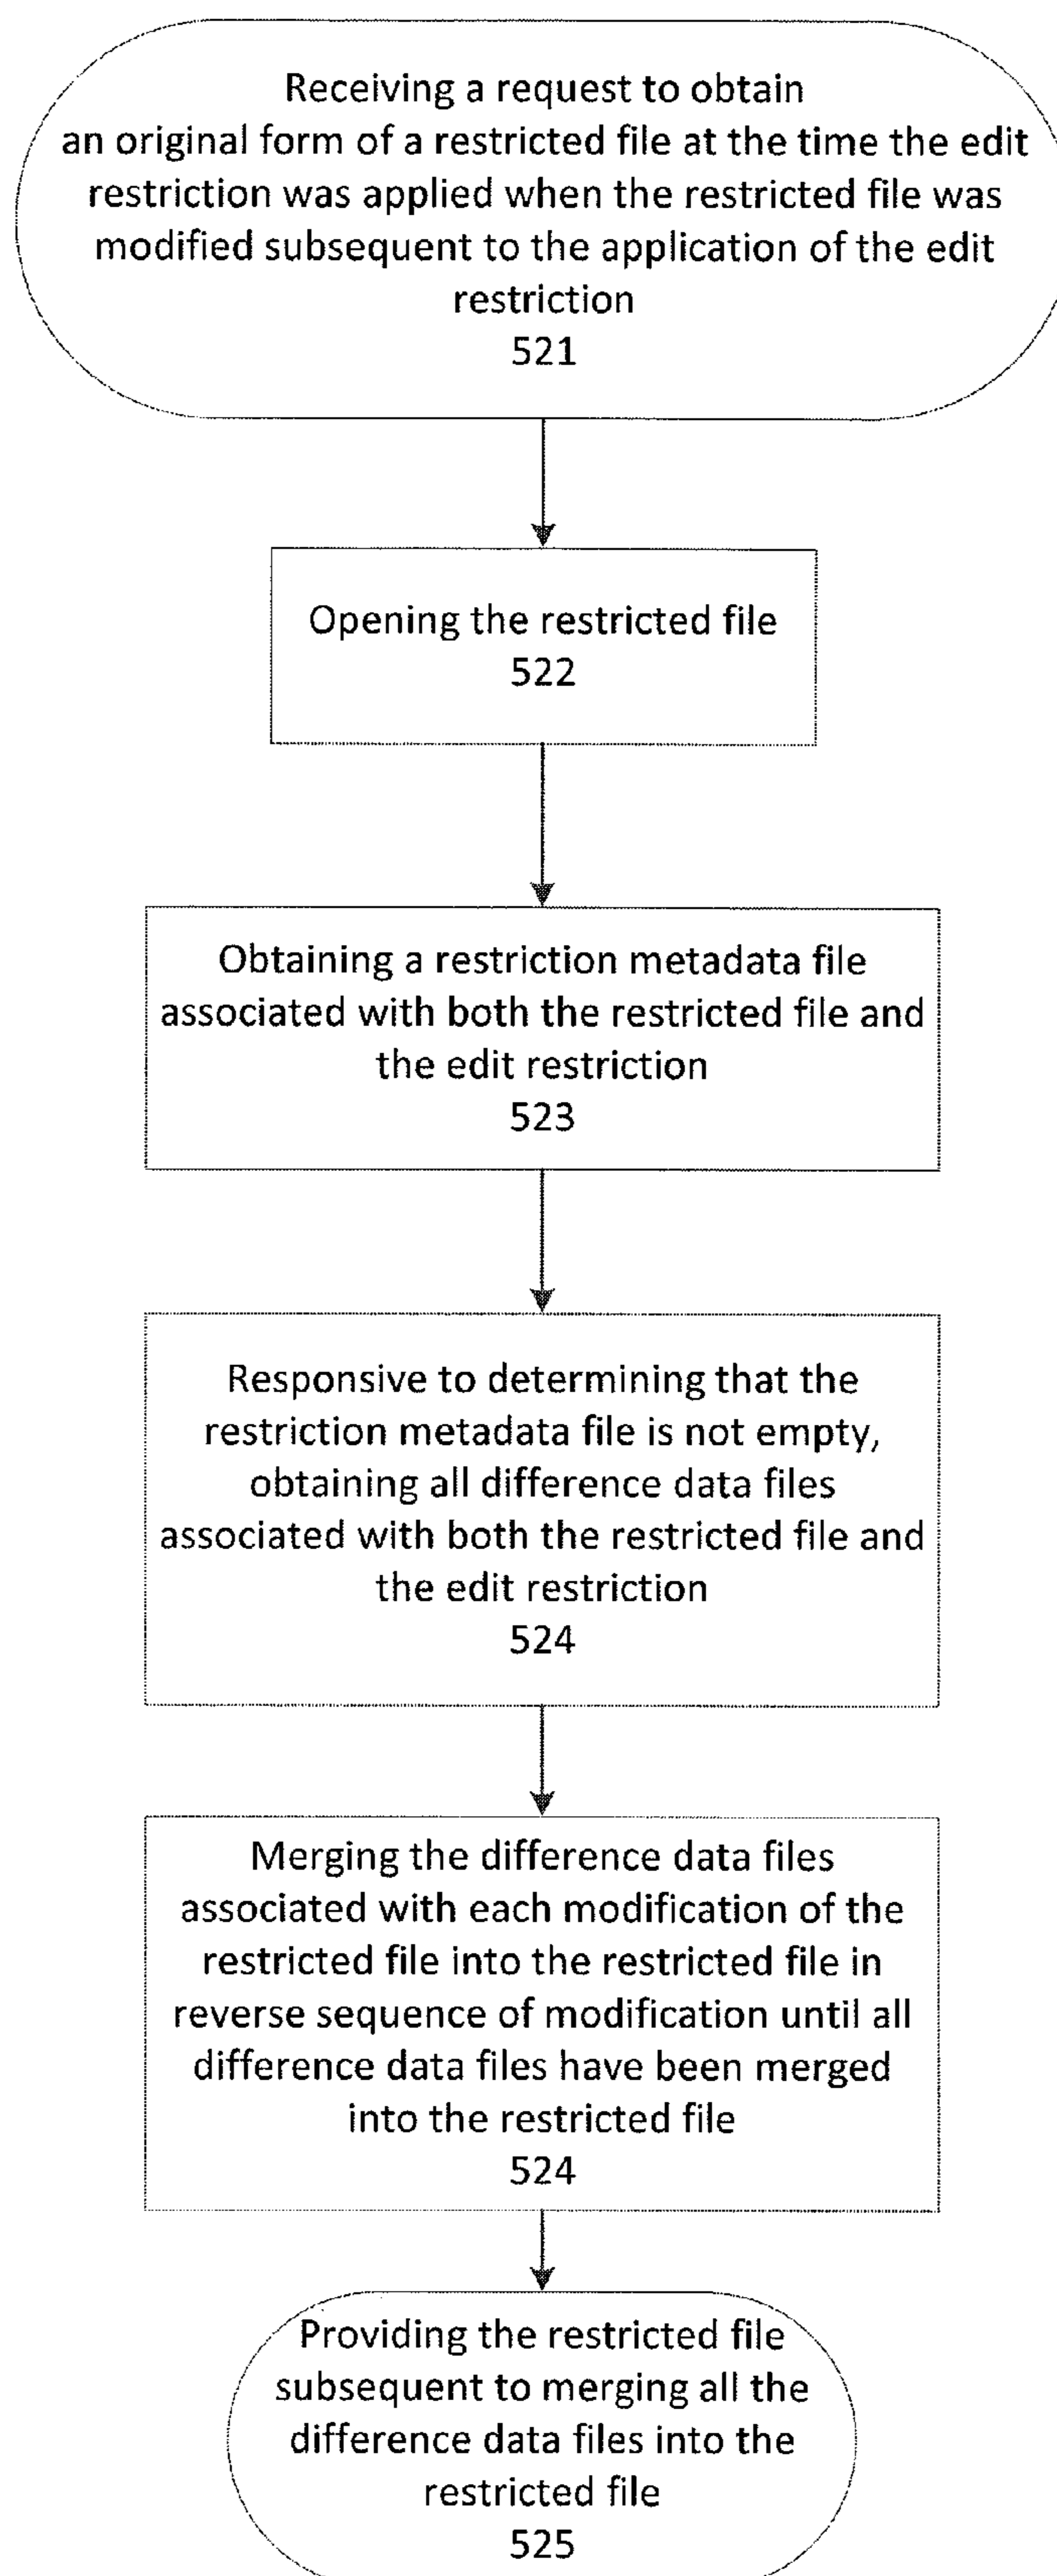 Receiving a request to obtain
an original form of a restricted file at the time the edit
restriction was applied when the restricted file was
modified subsequent to the application of the edit
restriction
521
Opening the restricted file
522
Obtaining a restriction metadata file
associated with both the restricted file and
the edit restriction
523
Responsive to determining that the
restriction metadata file is not empty,
obtaining all difference data files
associated with both the restricted file and
the edit restriction
524
Merging the difference data files
associated with each modification of the
restricted file into the restricted file in
reverse sequence of modification until all
difference data files have been merged
into the restricted file
524
Providing the restricted file
subsequent to merging all the
difference data files into the
restricted file
525